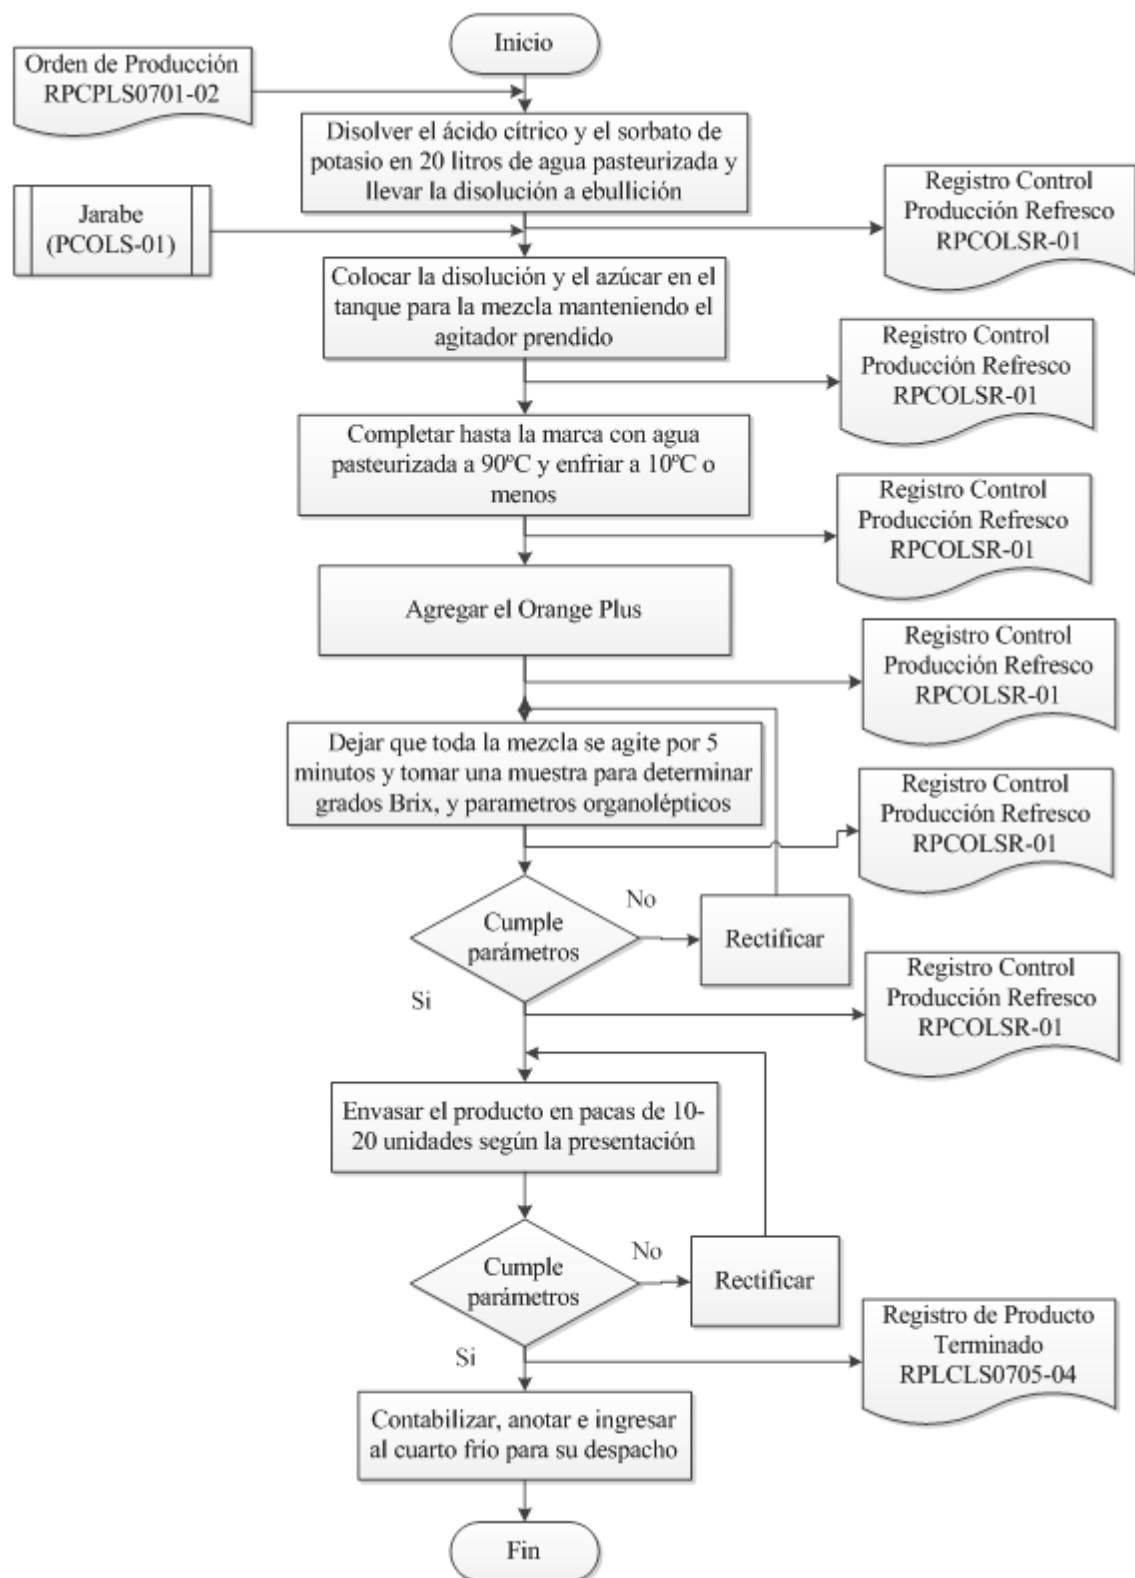 Inicio
Orden de Producción
RPCPLS0701-02
Disolver el ácido cítrico y el sorbato de
potasio en 20 litros de agua pasteurizada y
llevar la disolución a ebullición
Registro Control
Producción Refresco
RPCOLSR-01
Jarabe
(PCOLS-01)
Colocar la disolución y el azúcar en el
tanque para la mezcla manteniendo el
agitador prendido
Registro Control
Producción Refresco
RPCOLSR-01
Completar hasta la marca con agua
pasteurizada a 90ºC y enfriar a 10ºC o
menos
Registro Control
Producción Refresco
RPCOLSR-01
Agregar el Orange Plus
Registro Control
Producción Refresco
RPCOLSR-01
Dejar que toda la mezcla se agite por 5
minutos y tomar una muestra para determinar
grados Brix, y parametros organolépticos
Registro Control
Producción Refresco
RPCOLSR-01
Cumple
parámetros
No
Rectificar
Si
Registro Control
Producción Refresco
RPCOLSR-01
Envasar el producto en pacas de 10-
20 unidades según la presentación
Cumple
parámetros
No
Rectificar
Si
Registro de Producto
Terminado
RPLCLS0705-04
Contabilizar, anotar e ingresar
al cuarto frío para su despacho
Fin